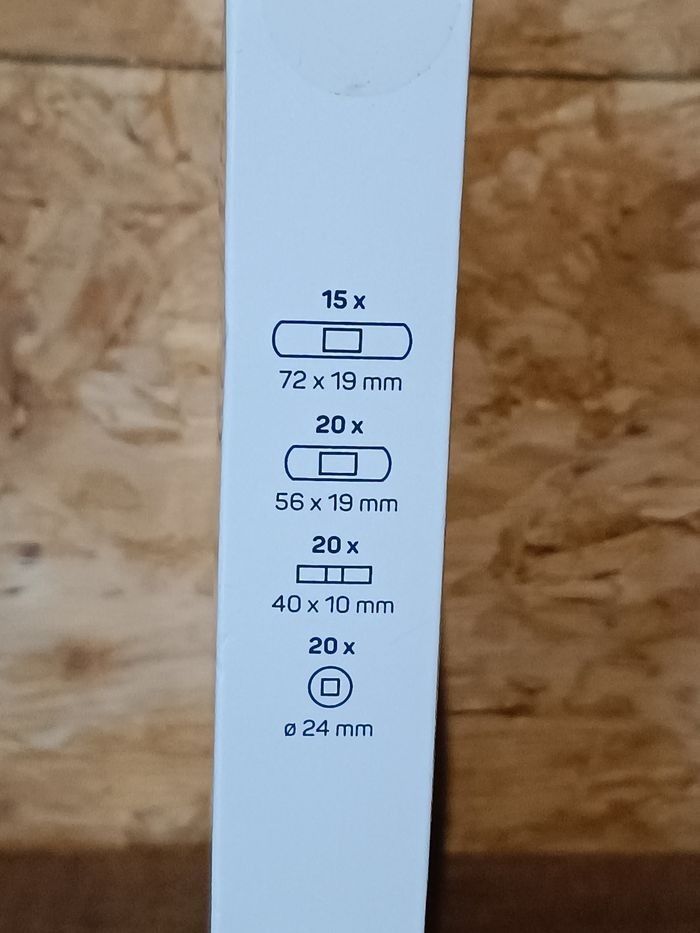 15 x
72 x 19 mm
20 x
56 x 19 mm
20 x
40 x 10 mm
20 x
ø 24 mm